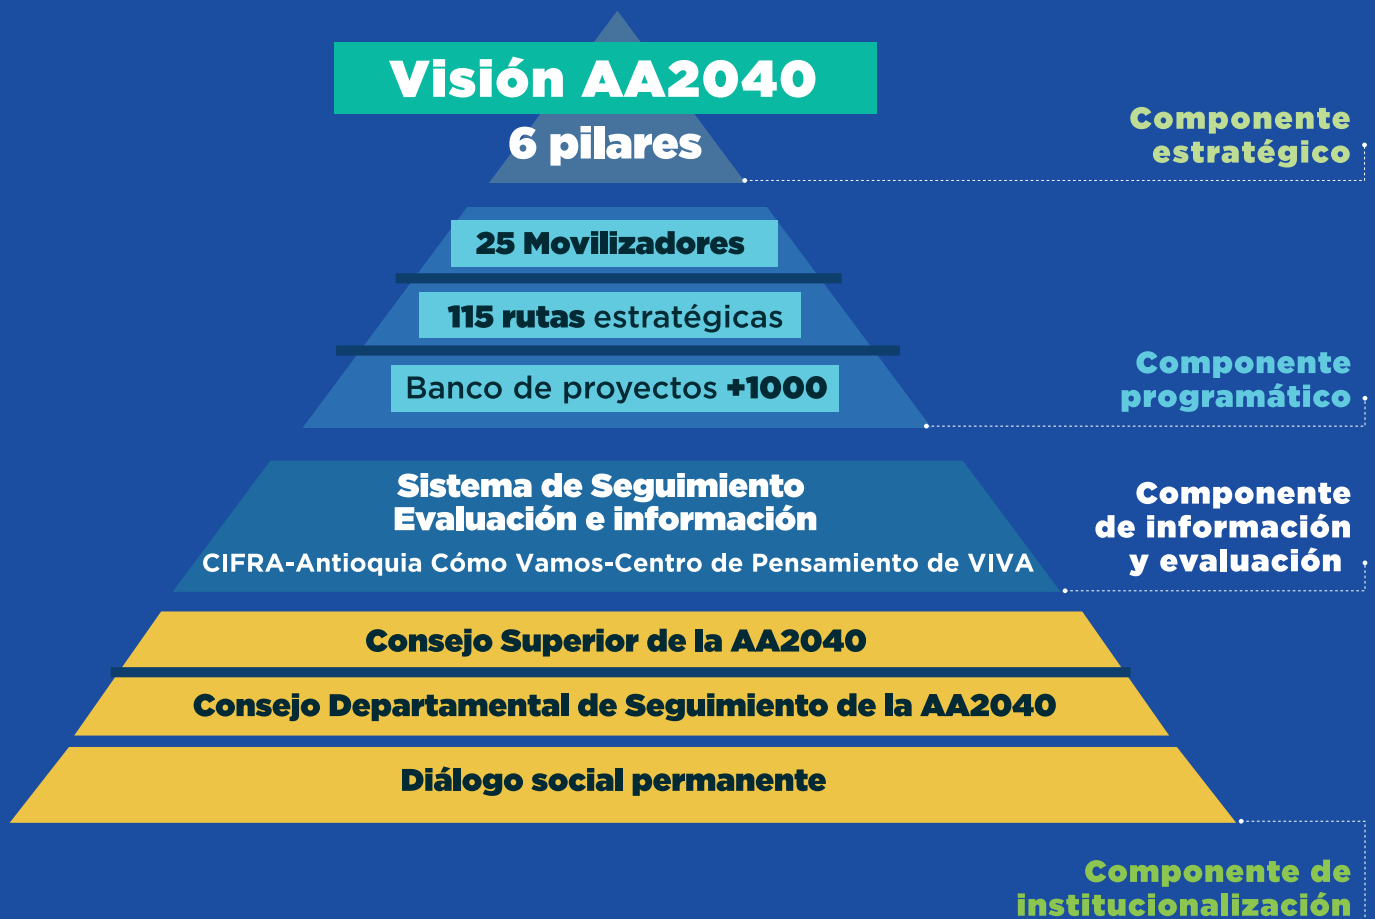 Visión AA2040
6 pilares
Componente
estratégico
25 Movilizadores
115 rutas estratégicas
Banco de proyectos +1000
Componente
programático
Sistema de Seguimiento
Evaluación e información
CIFRA-Antioquia Cómo Vamos-Centro de Pensamiento de VIVA
Componente
de información
y evaluación
Consejo Superior de la AA2040
Consejo Departamental de Seguimiento de la AA2040
Diálogo social permanente
Componente de
institucionalización